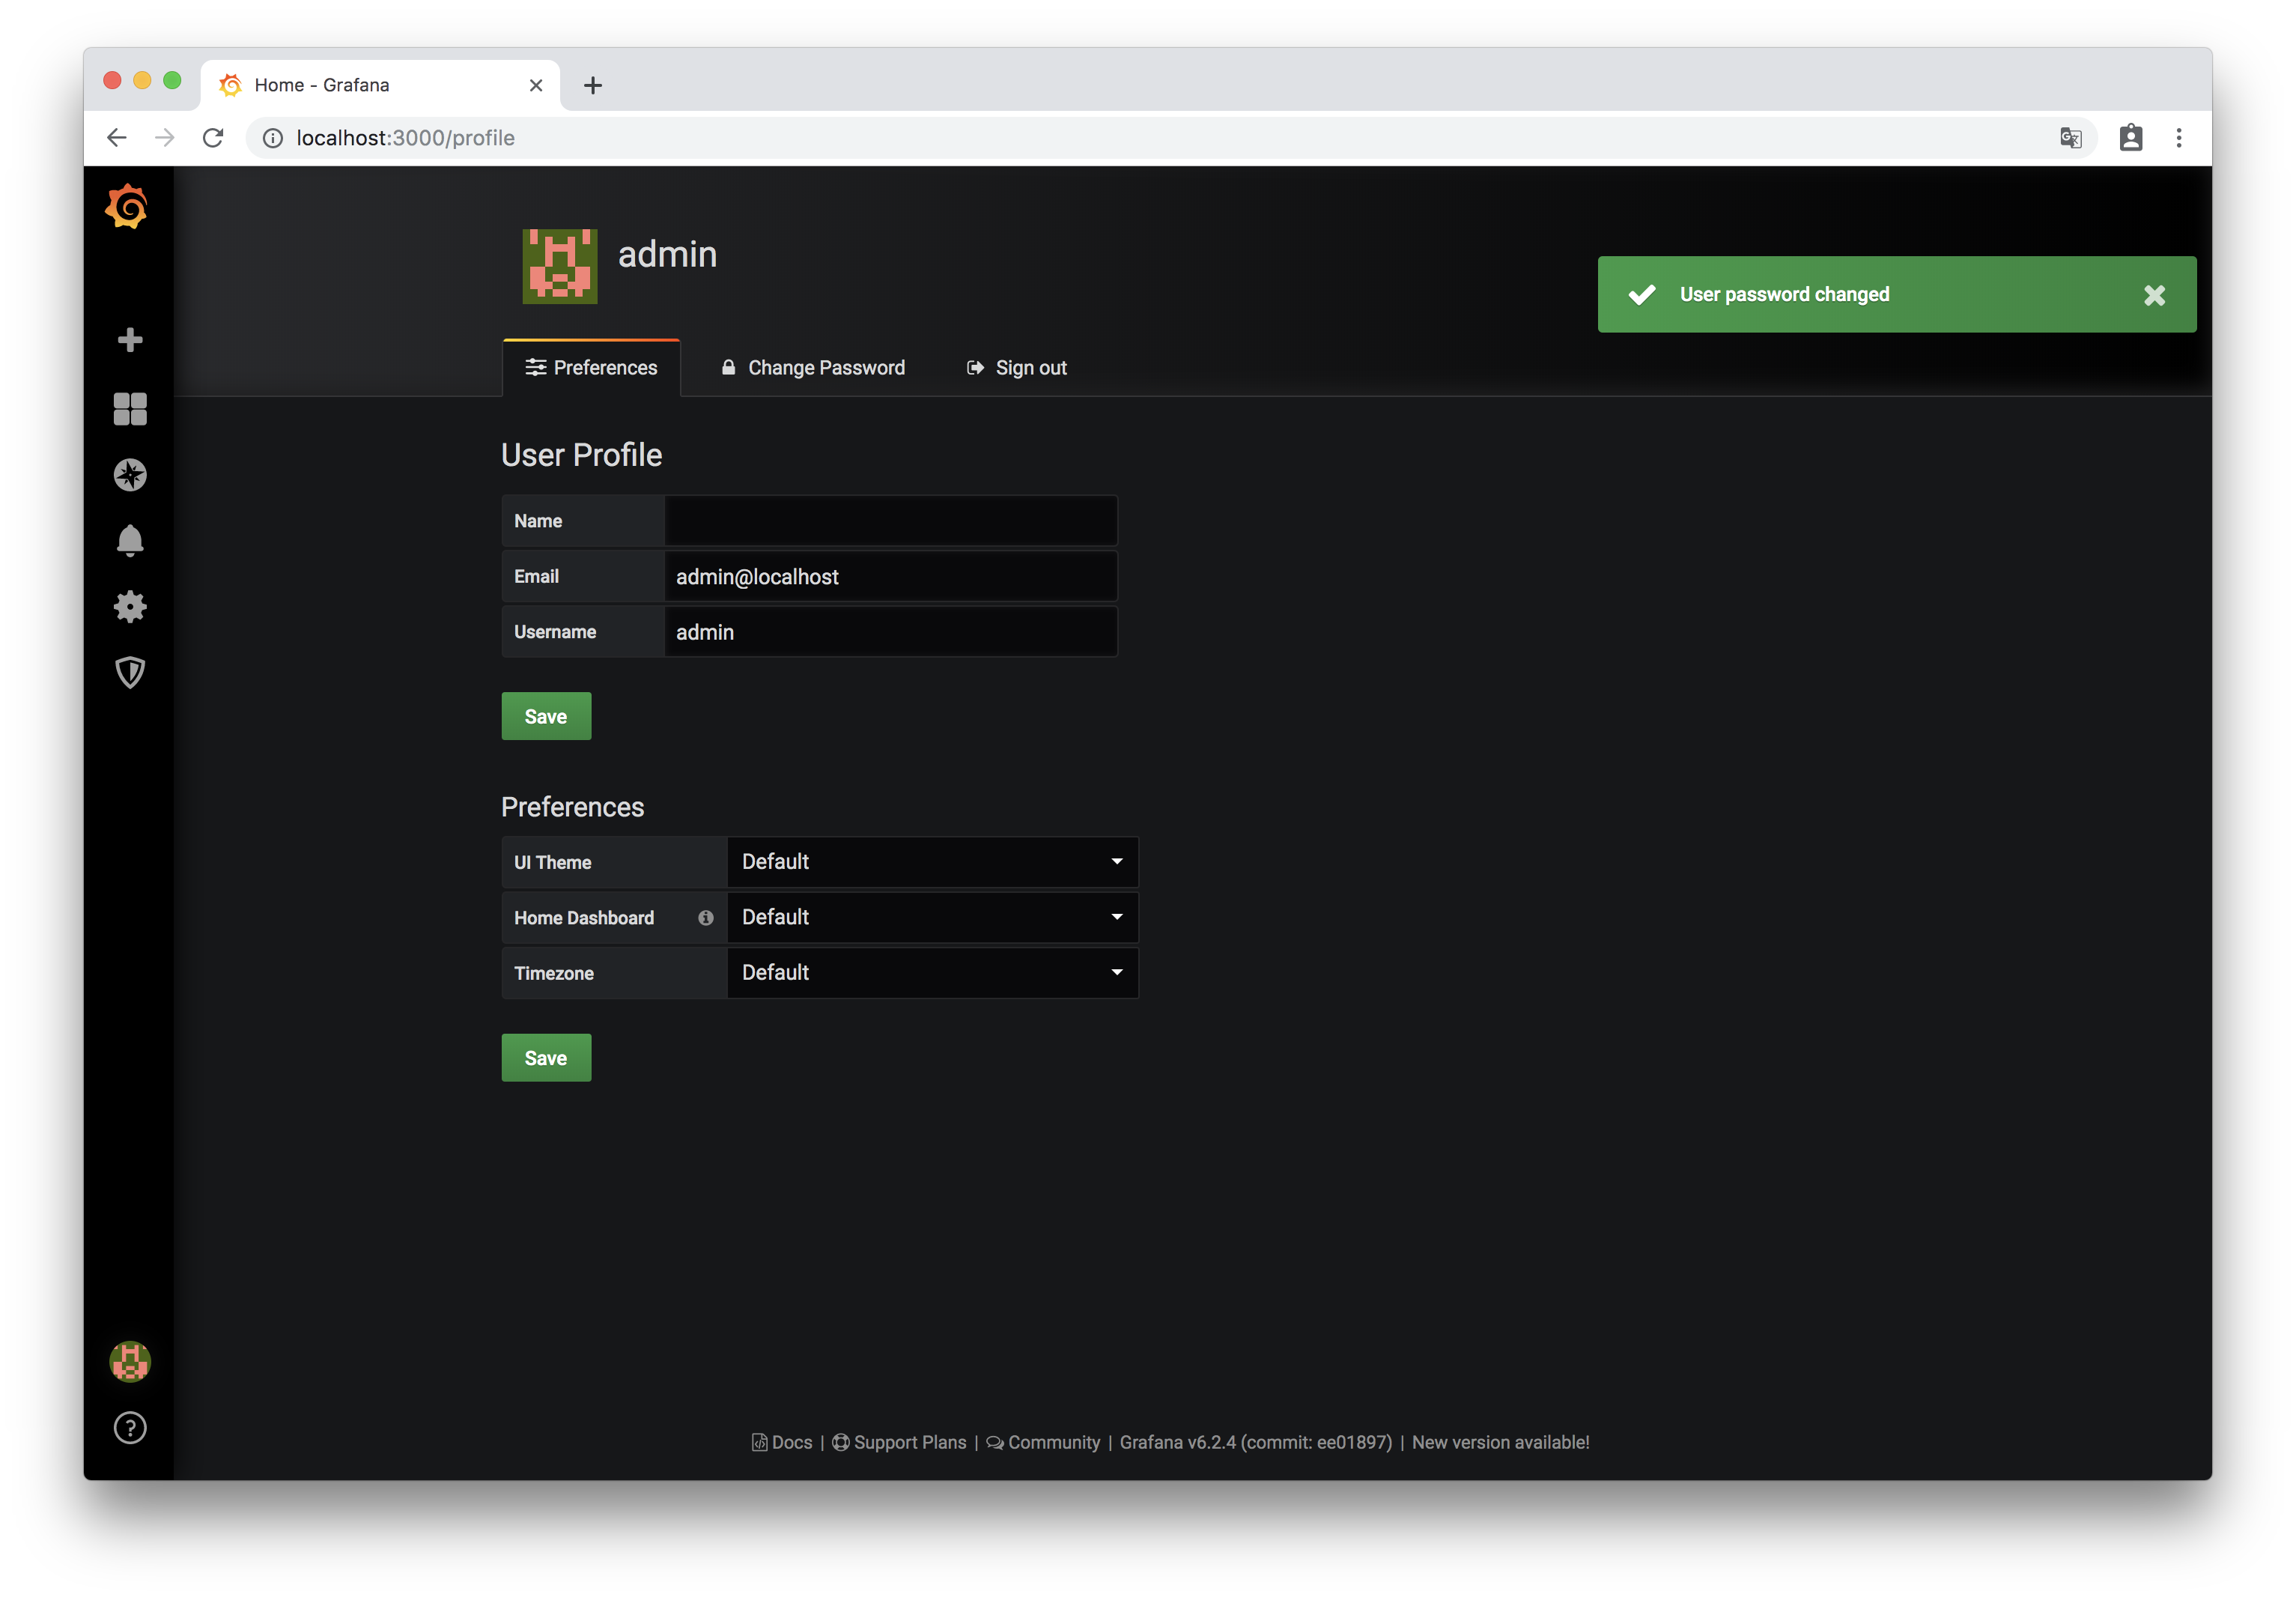 Home - Grafana
localhost:3000/profile
admin
User password changed
Preferences
Change Password
Sign out
User Profile
Name
Email admin@localhost
Username admin
Save
Preferences
UI Theme Default
Home Dashboard Default
Timezone Default
Save
Docs | Support Plans | Community | Grafana v6.2.4 (commit: ee01897) | New version available!